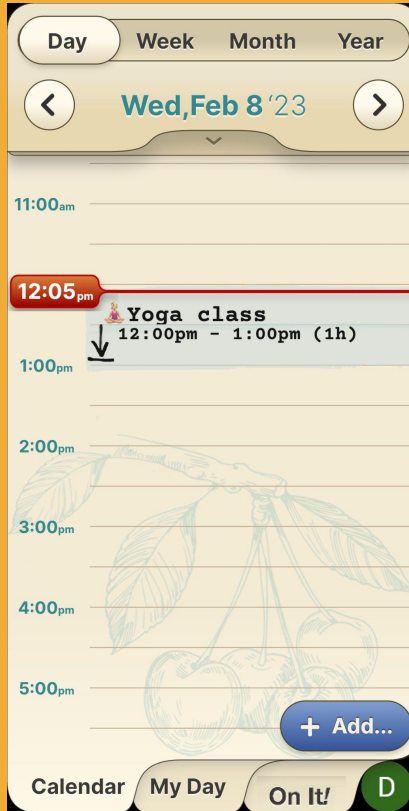 Day Week Month Year
Wed,Feb 8 '23
11:00am
12:05pm
Yoga class
12:00pm - 1:00pm (1h)
1:00pm
2:00pm
3:00pm
4:00pm
5:00pm
+ Add...
Calendar My Day On It! D